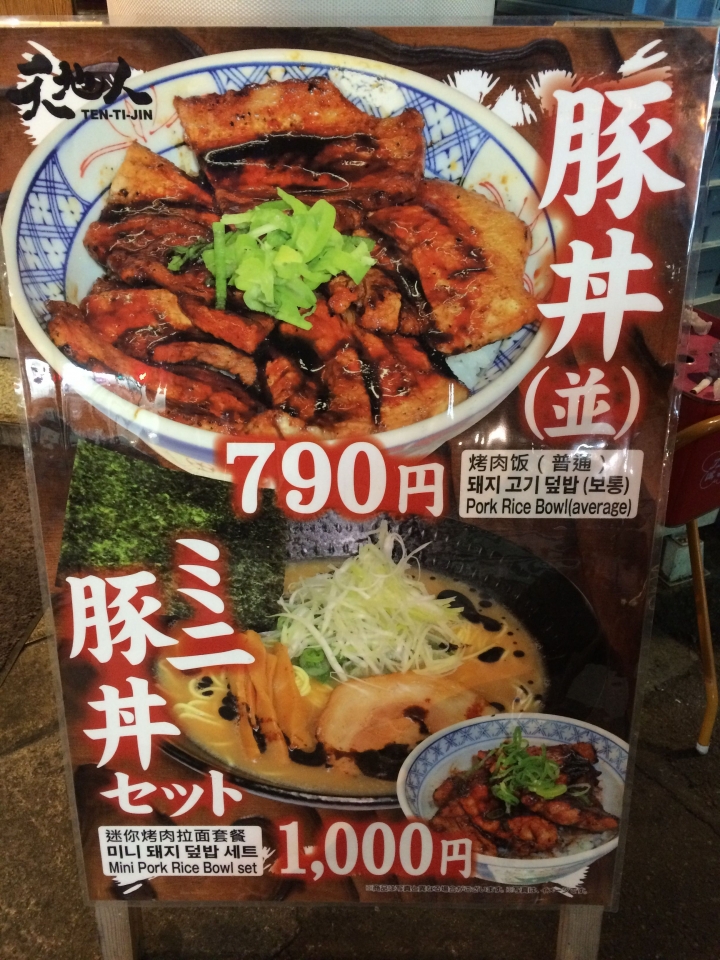 天地人
TEN-TI-JIN
豚丼
(並)
790円
烤肉饭（普通）
돼지 고기 덮밥 (보통)
Pork Rice Bowl(average)
ミニ
豚丼
セット
迷你烤肉拉面套餐
미니 돼지 덮밥 세트
Mini Pork Rice Bowl set
1,000円